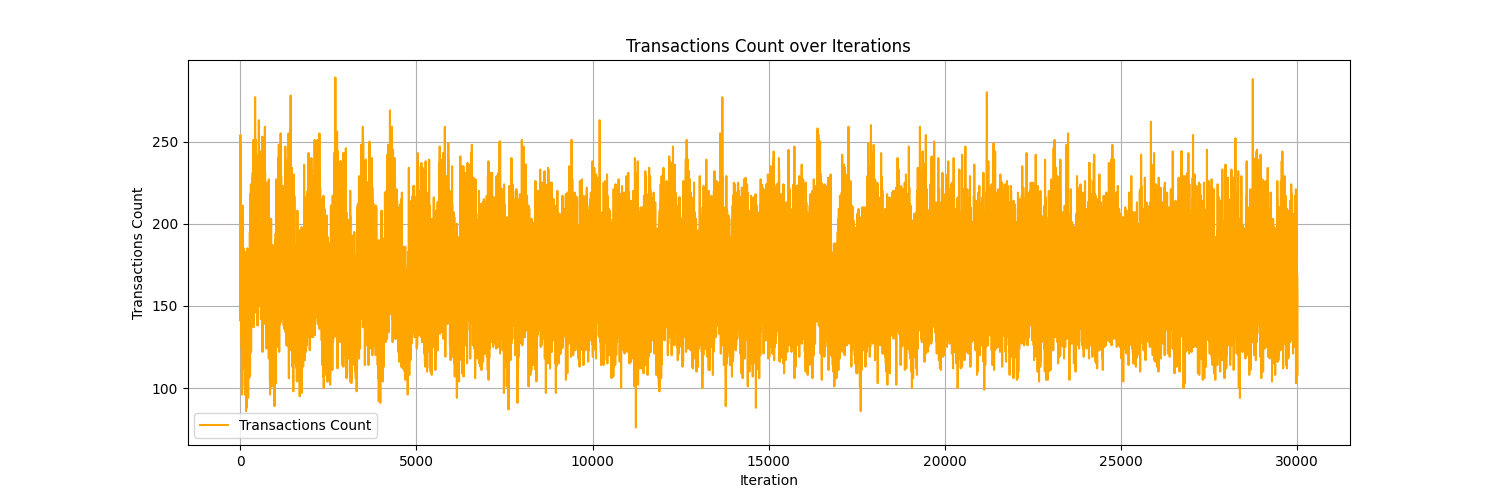 Transactions Count over Iterations
Transactions Count
250
200
150
100
Transactions Count
0 5000 10000 15000 20000 25000 30000
Iteration